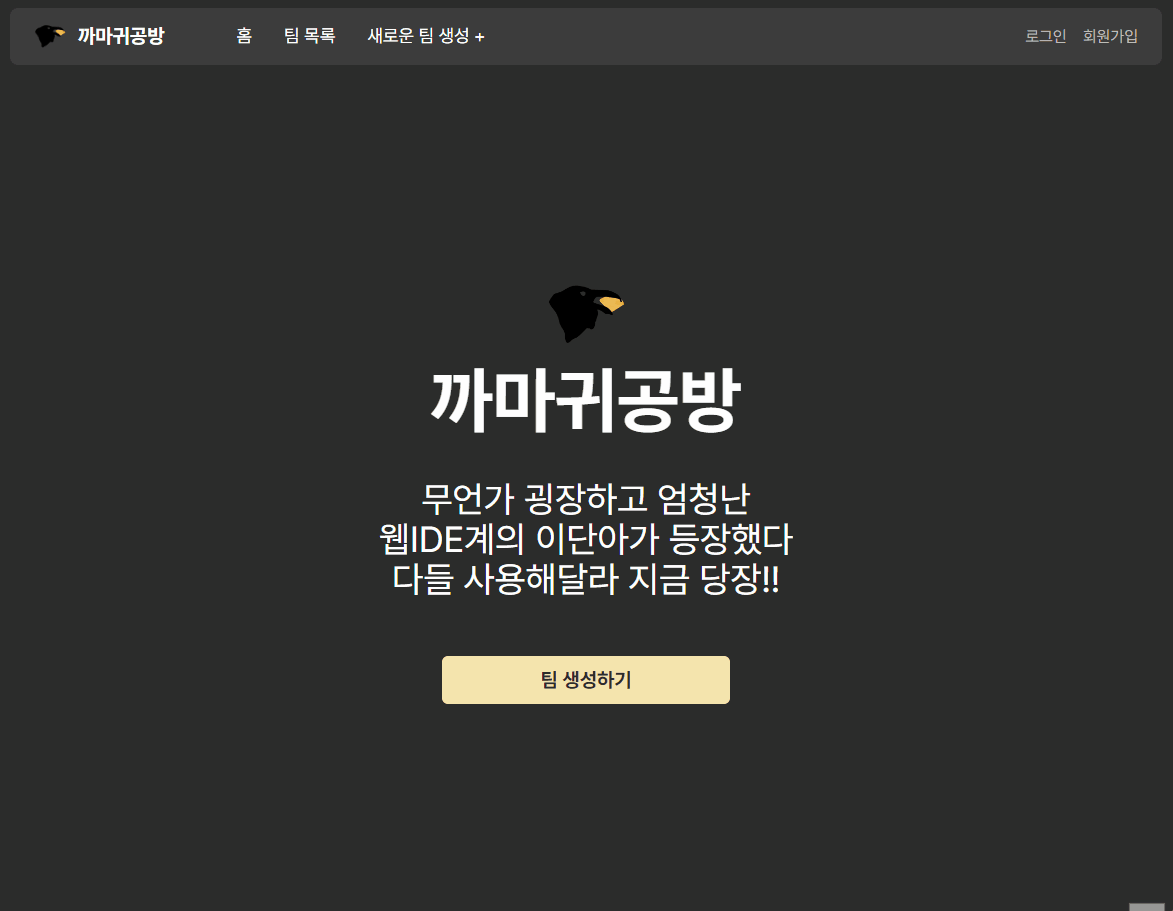 까마귀공방 홈 팀 목록 새로운 팀 생성 + 로그인 회원가입
까마귀공방
무언가 굉장하고 엄청난
웹IDE계의 이단아가 등장했다
다들 사용해달라 지금 당장!!
팀 생성하기